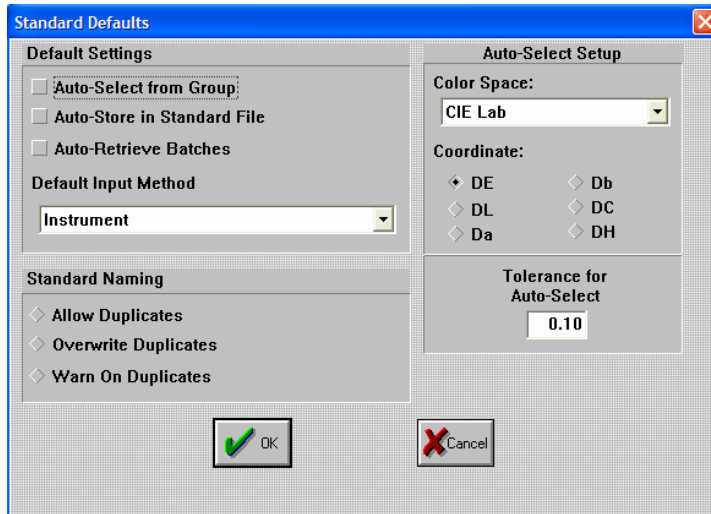 Standard Defaults
Default Settings
Auto-Select from Group
Auto-Store in Standard File
Auto-Retrieve Batches
Default Input Method
Instrument
Standard Naming
Allow Duplicates
Overwrite Duplicates
Warn On Duplicates
Auto-Select Setup
Color Space:
CIE Lab
Coordinate:
DE Db
DL DC
Da DH
Tolerance for
Auto-Select
0.10
OK Cancel